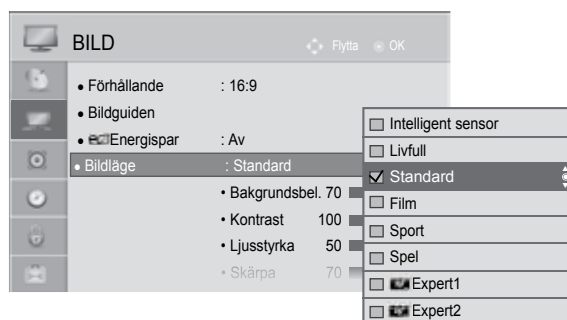 BILD
Flytta OK
• Förhållande : 16:9
• Bildguiden
• Energispar : Av
• Bildläge : Standard
• Bakgrundsbel. 70
• Kontrast 100
• Ljusstyrka 50
• Skärpa 70
Intelligent sensor
Livfull
Standard
Film
Sport
Spel
Expert1
Expert2